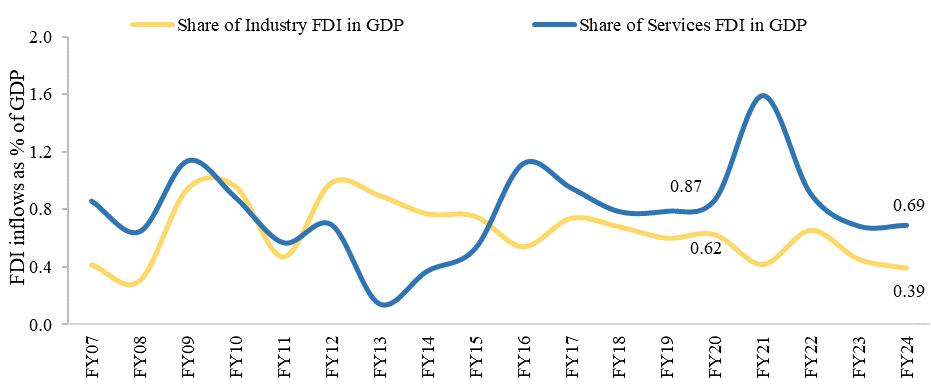 Share of Industry FDI in GDP
Share of Services FDI in GDP
FDI inflows as % of GDP
2.0
1.6
1.2
0.8
0.4
0.0
0.87
0.62
0.69
0.39
FY07
FY08
FY09
FY10
FY11
FY12
FY13
FY14
FY15
FY16
FY17
FY18
FY19
FY20
FY21
FY22
FY23
FY24